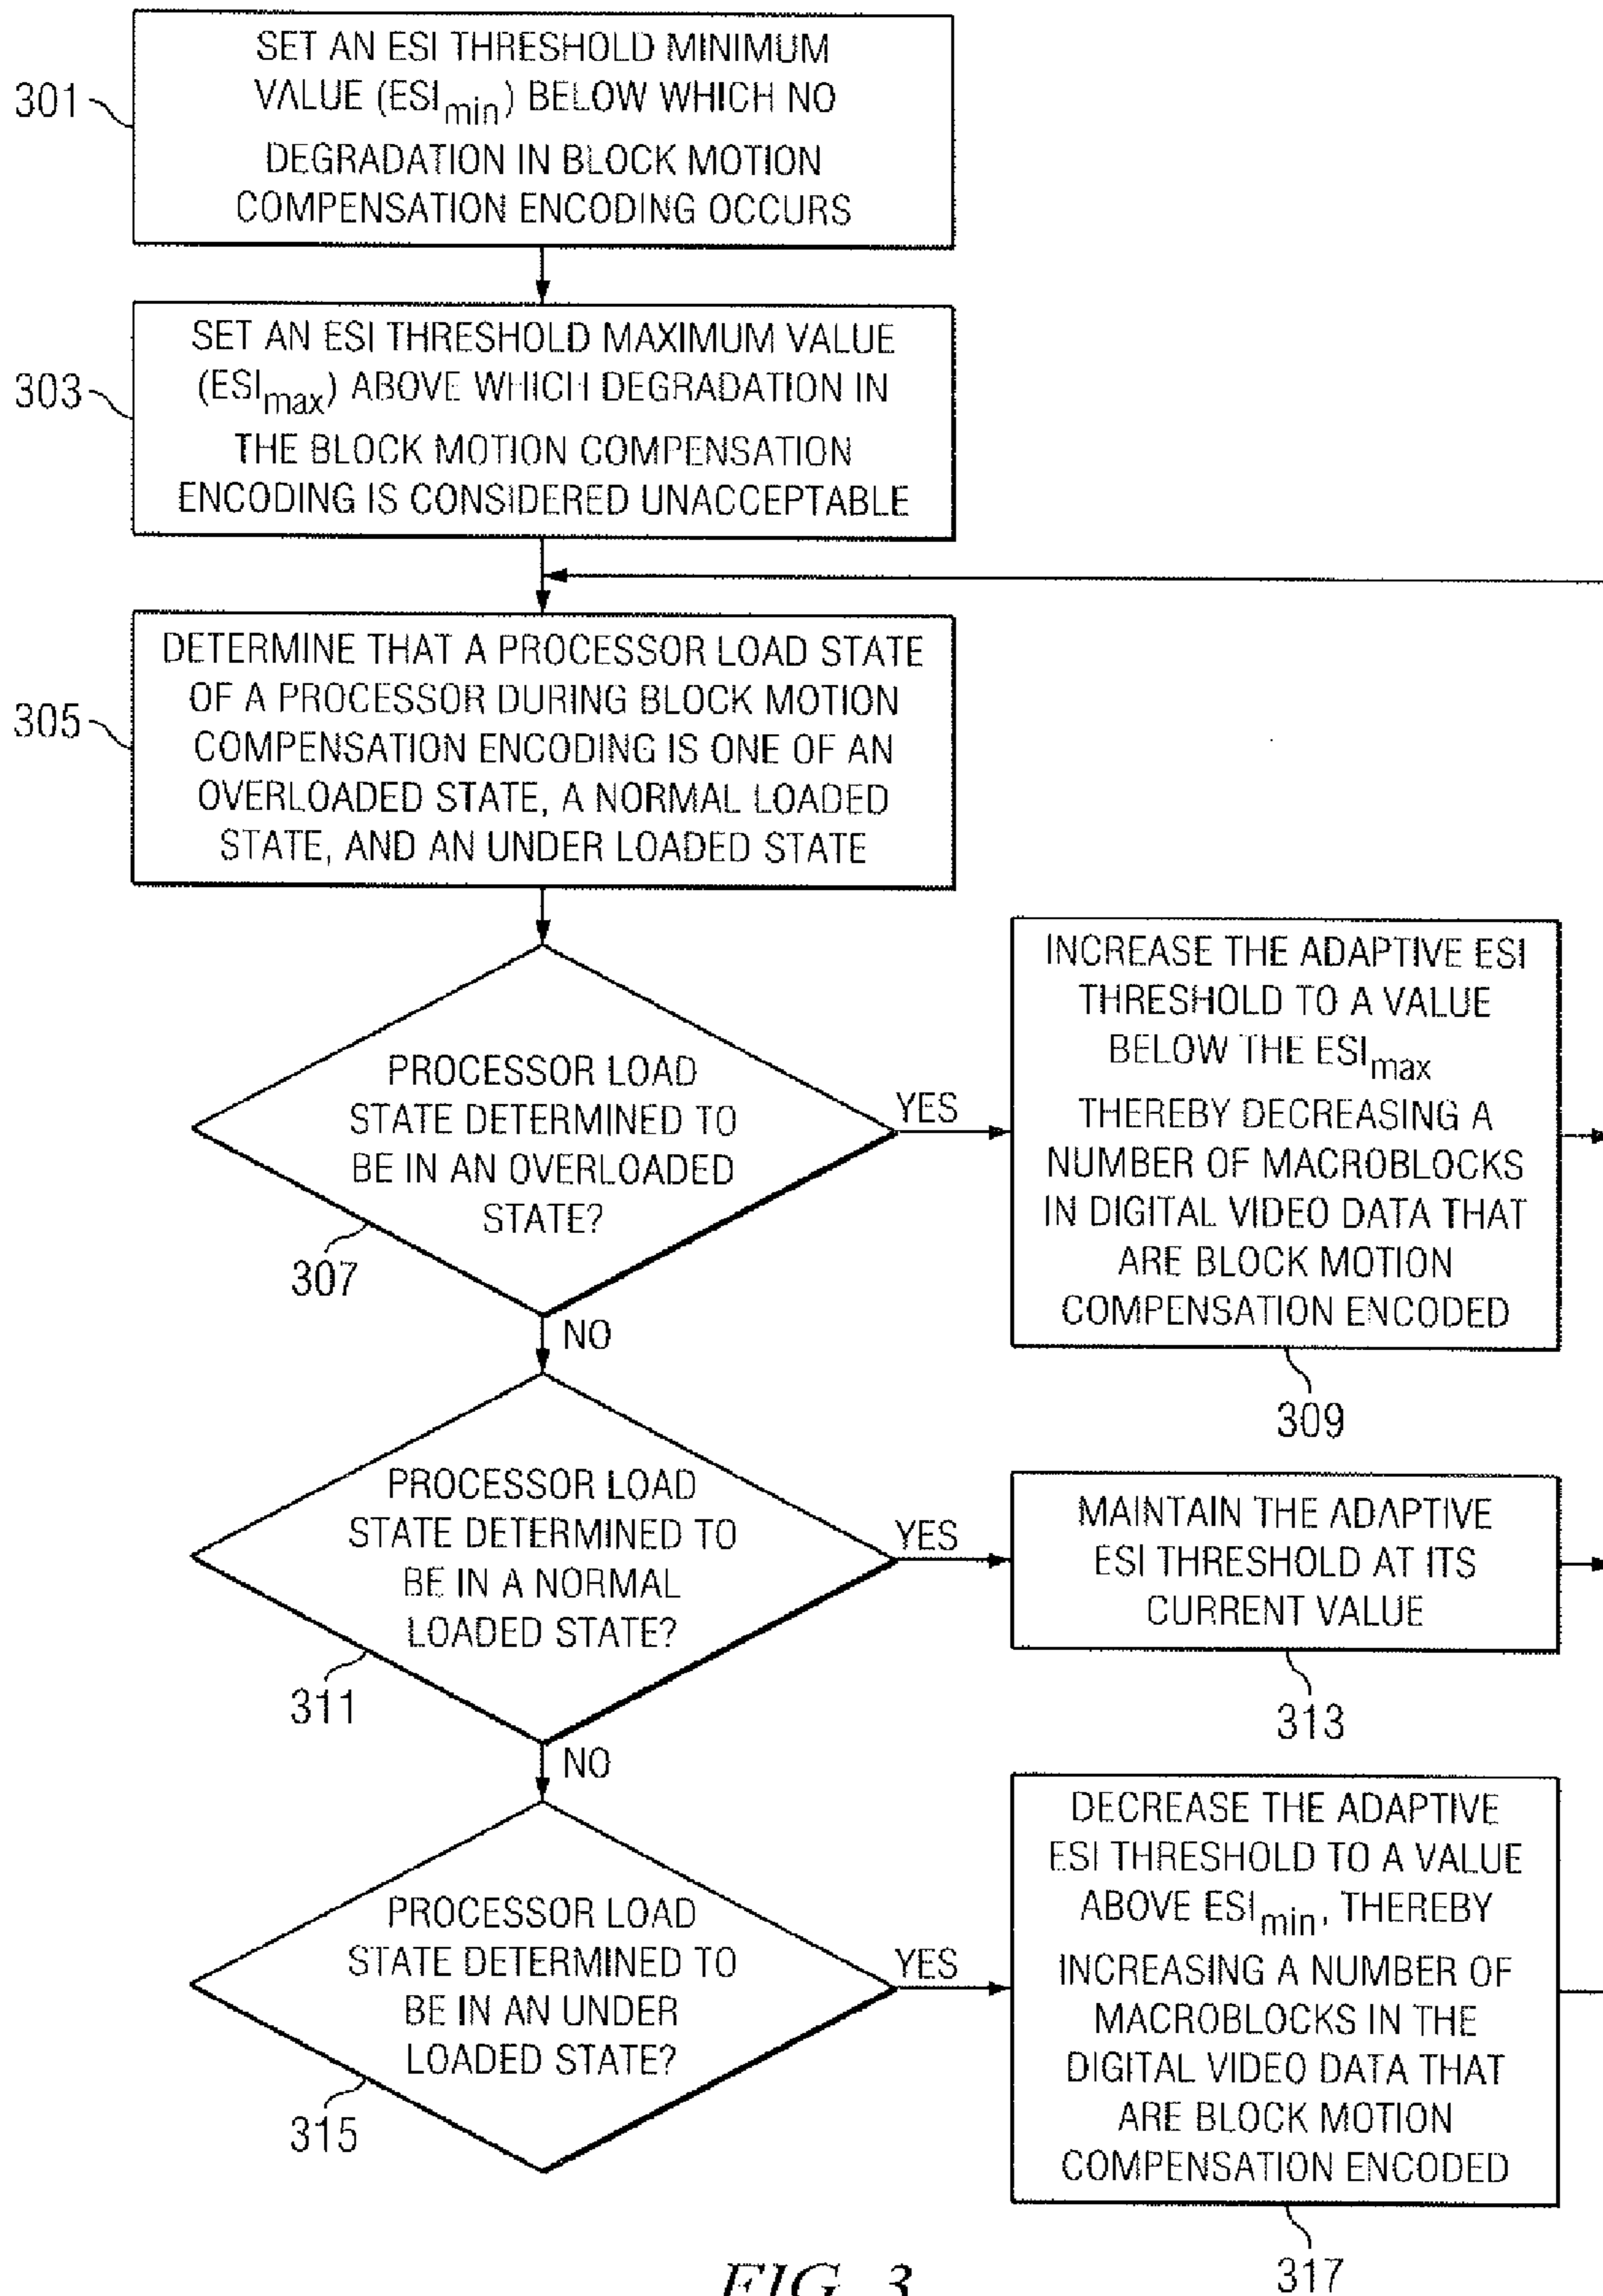 SET AN ESI THRESHOLD MINIMUM
VALUE (ESImin) BELOW WHICH NO
DEGRADATION IN BLOCK MOTION
COMPENSATION ENCODING OCCURS
301
SET AN ESI THRESHOLD MAXIMUM VALUE
(ESImax) ABOVE WHICH DEGRADATION IN
THE BLOCK MOTION COMPENSATION
ENCODING IS CONSIDERED UNACCEPTABLE
303
DETERMINE THAT A PROCESSOR LOAD STATE
OF A PROCESSOR DURING BLOCK MOTION
COMPENSATION ENCODING IS ONE OF AN
OVERLOADED STATE, A NORMAL LOADED
STATE, AND AN UNDER LOADED STATE
305
PROCESSOR LOAD
STATE DETERMINED TO
BE IN AN OVERLOADED
STATE?
307
YES
NO
INCREASE THE ADAPTIVE ESI
THRESHOLD TO A VALUE
BELOW THE ESImax
THEREBY DECREASING A
NUMBER OF MACROBLOCKS
IN DIGITAL VIDEO DATA THAT
ARE BLOCK MOTION
COMPENSATION ENCODED
309
PROCESSOR LOAD
STATE DETERMINED TO
BE IN A NORMAL
LOADED STATE?
311
YES
NO
MAINTAIN THE ADAPTIVE
ESI THRESHOLD AT ITS
CURRENT VALUE
313
PROCESSOR LOAD
STATE DETERMINED TO
BE IN AN UNDER
LOADED STATE?
315
YES
DECREASE THE ADAPTIVE
ESI THRESHOLD TO A VALUE
ABOVE ESImin, THEREBY
INCREASING A NUMBER OF
MACROBLOCKS IN THE
DIGITAL VIDEO DATA THAT
ARE BLOCK MOTION
COMPENSATION ENCODED
317
FIG. 3